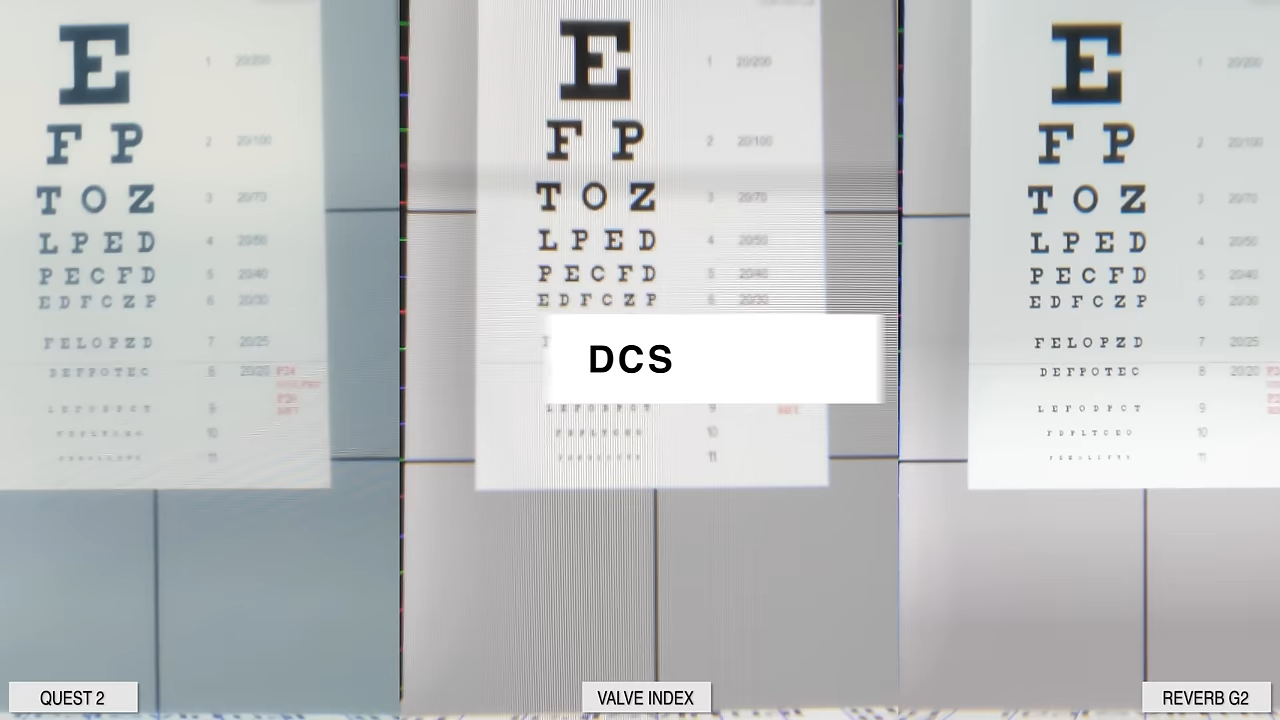 E 1 20/200
F P 2 20/100
T O Z 3 20/70
L P E D 4 20/50
P E C F D 5 20/40
E D F C Z P 6 20/30
F E L O P Z D 7 20/25
D E F P O T E C 8 20/20
9
10
11
E 1 20/200
F P 2 20/100
T O Z 3 20/70
L P E D 4 20/50
P E C F D 5 20/40
E D F C Z P 6 20/30
DCS
L E F O D P C T 9
10
11
E 1 20/200
F P 2 20/100
T O Z 3 20/70
L P E D 4 20/50
P E C F D 5 20/40
E D F C Z P 6 20/30
F E L O P Z D 7 20/25
D E F P O T E C 8 20/20
L E F O D P C T 9
F D P L T C E O 10
11
QUEST 2
VALVE INDEX
REVERB G2